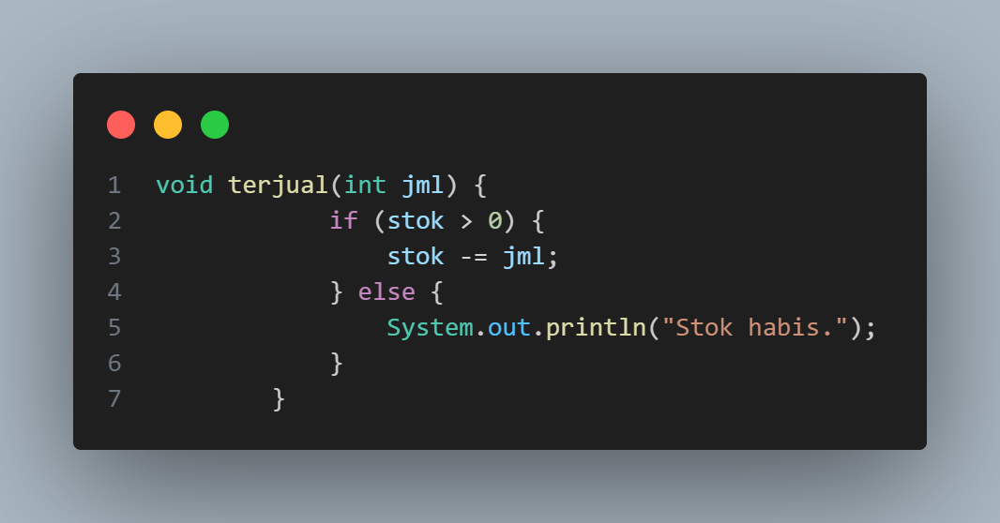 1 void terjual(int jml) {
2             if (stok > 0) {
3                 stok -= jml;
4             } else {
5                 System.out.println("Stok habis.");
6             }
7         }